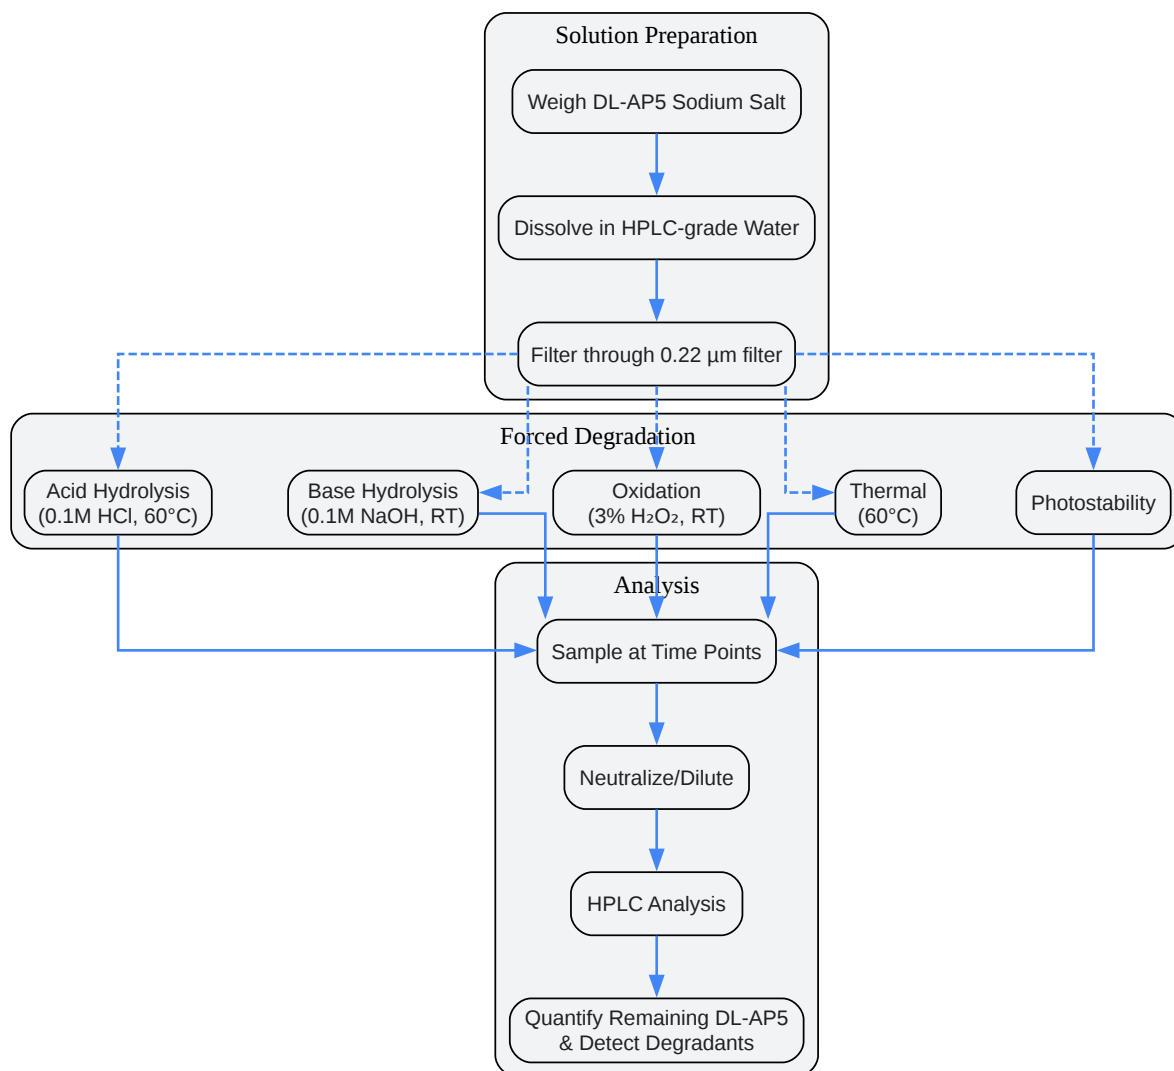 Solution Preparation
Weigh DL-AP5 Sodium Salt
Dissolve in HPLC-grade Water
Filter through 0.22 µm filter
Forced Degradation
Acid Hydrolysis
(0.1M HCl, 60°C)
Base Hydrolysis
(0.1M NaOH, RT)
Oxidation
(3% H₂O₂, RT)
Thermal
(60°C)
Photostability
Analysis
Sample at Time Points
Neutralize/Dilute
HPLC Analysis
Quantify Remaining DL-AP5
& Detect Degradants